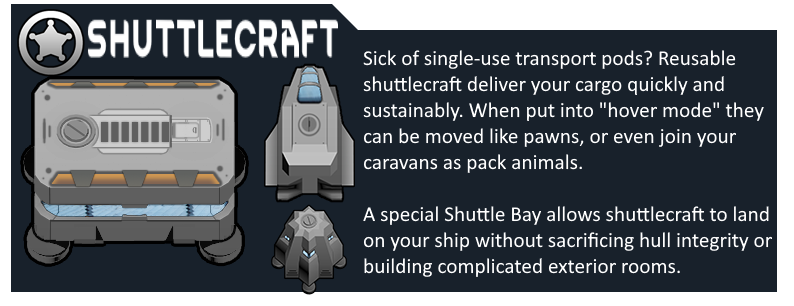 SHUTTLECRAFT
Sick of single-use transport pods? Reusable
shuttlecraft deliver your cargo quickly and
sustainably. When put into "hover mode" they
can be moved like pawns, or even join your
caravans as pack animals.
A special Shuttle Bay allows shuttlecraft to land
on your ship without sacrificing hull integrity or
building complicated exterior rooms.